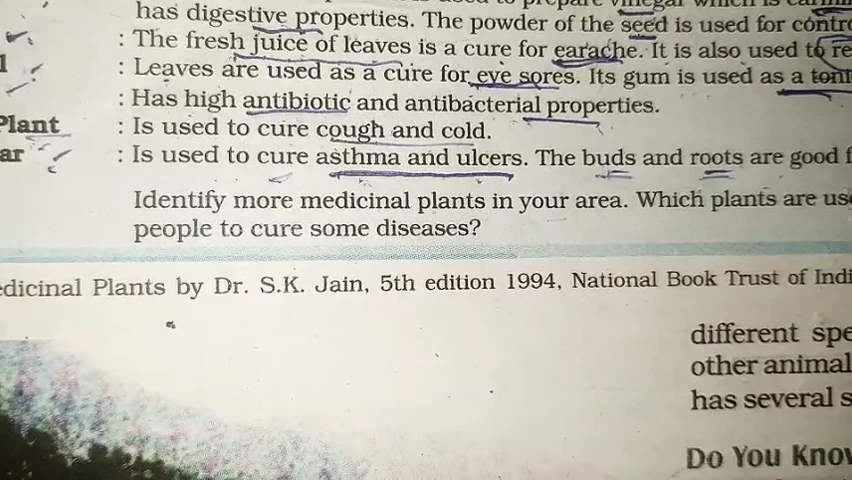 has digestive properties. The powder of the seed is used for
: The fresh juice of leaves is a cure for earache. It is also used to
: Leaves are used as a cure for eye sores. Its gum is used as a
: Has high antibiotic and antibacterial properties.
Plant : Is used to cure cough and cold.
ar : Is used to cure asthma and ulcers. The buds and roots are good f
Identify more medicinal plants in your area. Which plants are us
people to cure some diseases?
edicinal Plants by Dr. S.K. Jain, 5th edition 1994, National Book Trust of Indi
different spe
other animal
has several s
Do You Know